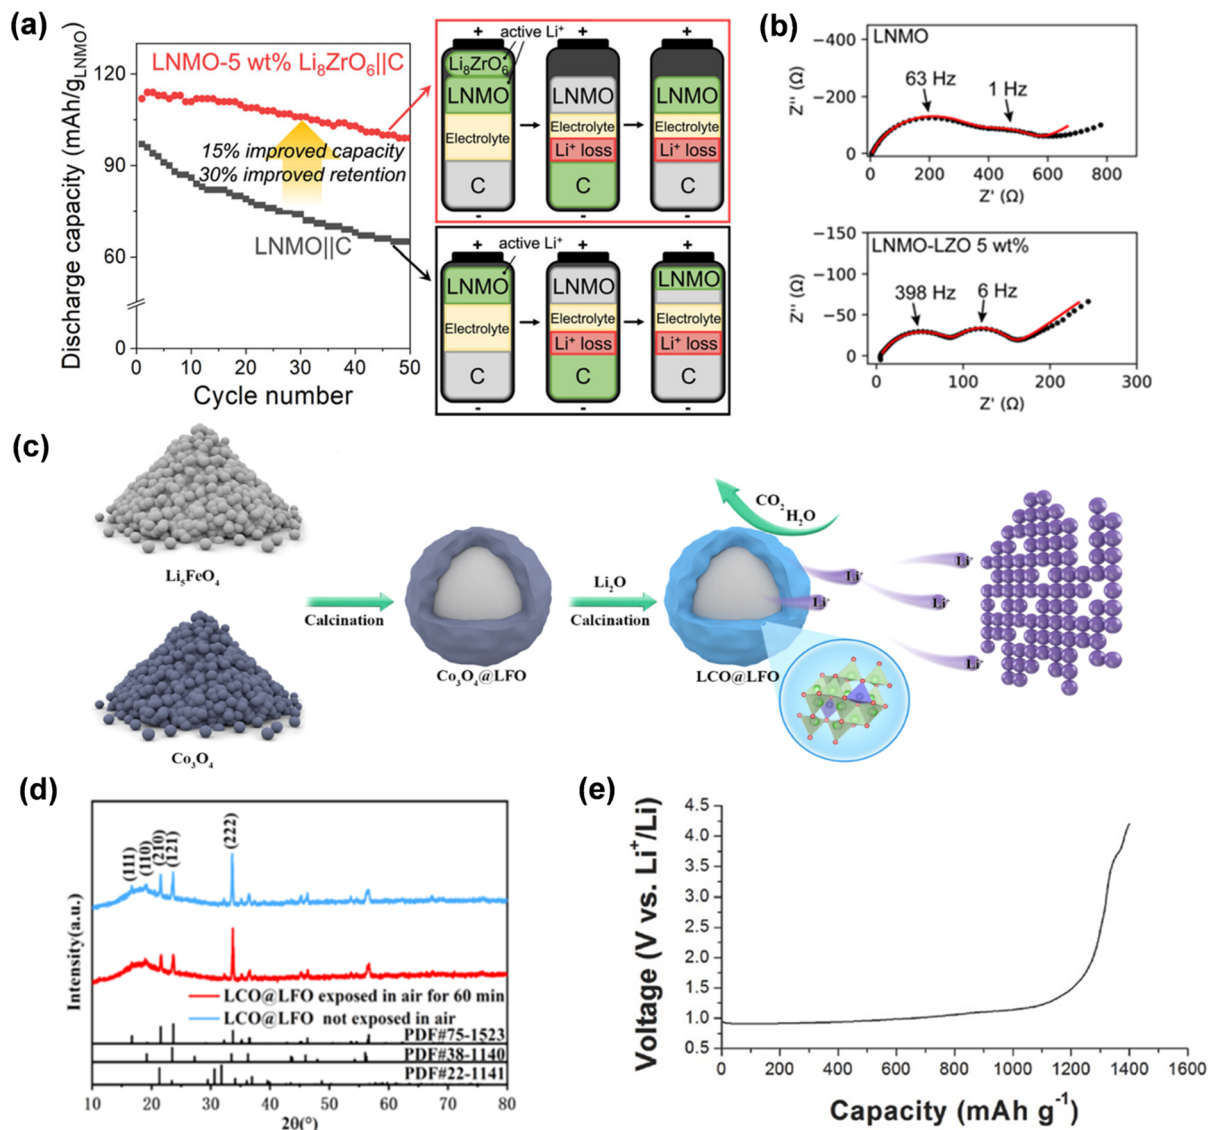 (a)
Discharge capacity (mAh/gLNMO)
120
90
60
0
LNMO-5 wt% Li₈ZrO₆||C
15% improved capacity
30% improved retention
LNMO||C
0 10 20 30 40 50
Cycle number
+ active Li⁺ + +
Li₈ZrO₆
LNMO LNMO LNMO
Electrolyte Electrolyte Electrolyte
Li⁺ loss Li⁺ loss
C C C
- - -
+ active Li⁺ + +
LNMO LNMO LNMO
Electrolyte Electrolyte Electrolyte
Li⁺ loss Li⁺ loss
C C C
- - -
(b)
LNMO
63 Hz
1 Hz
Z'' (Ω)
−400
−200
0
0 200 400 600 800
Z' (Ω)
LNMO-LZO 5 wt%
398 Hz
6 Hz
Z'' (Ω)
−150
−100
−50
0
0 100 200 300
Z' (Ω)
(c)
Li₅FeO₄
Co₃O₄
Calcination
Co₃O₄@LFO
Li₂O
Calcination
CO₂
H₂O
LCO@LFO
Li⁺
Li⁺
Li⁺
Li⁺
Li⁺
(d)
Intensity(a.u.)
(111)
(110)
(210)
(121)
(222)
LCO@LFO exposed in air for 60 min
LCO@LFO not exposed in air
PDF#75-1523
PDF#38-1140
PDF#22-1141
10 20 30 40 50 60 70 80
2θ(°)
(e)
Voltage (V vs. Li⁺/Li)
4.5
4.0
3.5
3.0
2.5
2.0
1.5
1.0
0.5
0 200 400 600 800 1000 1200 1400 1600
Capacity (mAh g⁻¹)